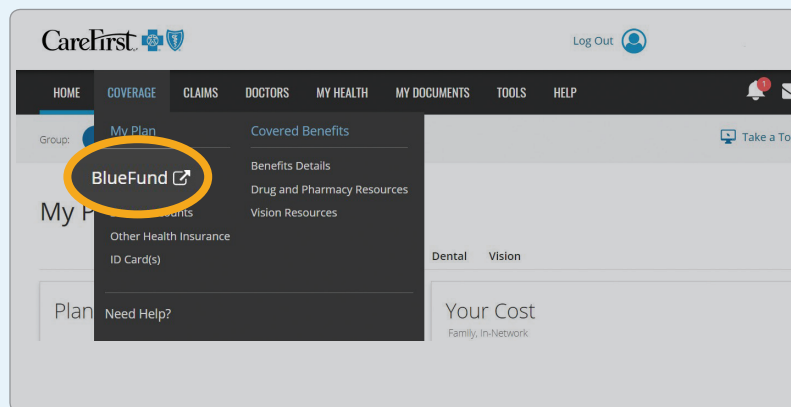 CareFirst
Log Out
HOME COVERAGE CLAIMS DOCTORS MY HEALTH MY DOCUMENTS TOOLS HELP
1
Group:
Take a To
My Plan
BlueFund
Other Health Insurance
ID Card(s)
Need Help?
Covered Benefits
Benefits Details
Drug and Pharmacy Resources
Vision Resources
My P
Dental Vision
Plan
Your Cost
Family, In-Network